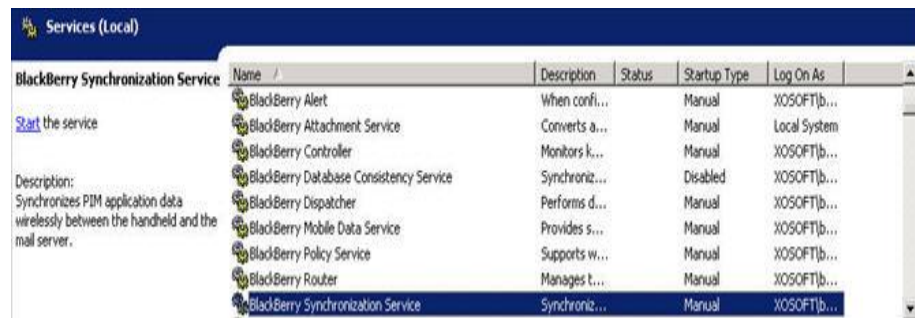 Services (Local)
BlackBerry Synchronization Service
Start the service
Description:
Synchronizes PIM application data
wirelessly between the handheld and the
mail server.
Name Description Status Startup Type Log On As
BlackBerry Alert When confi... Manual XOSOFT\b...
BlackBerry Attachment Service Converts a... Manual Local System
BlackBerry Controller Monitors k... Manual XOSOFT\b...
BlackBerry Database Consistency Service Synchroniz... Disabled XOSOFT\b...
BlackBerry Dispatcher Performs d... Manual XOSOFT\b...
BlackBerry Mobile Data Service Provides s... Manual XOSOFT\b...
BlackBerry Policy Service Supports w... Manual XOSOFT\b...
BlackBerry Router Manages t... Manual XOSOFT\b...
BlackBerry Synchronization Service Synchroniz... Manual XOSOFT\b...